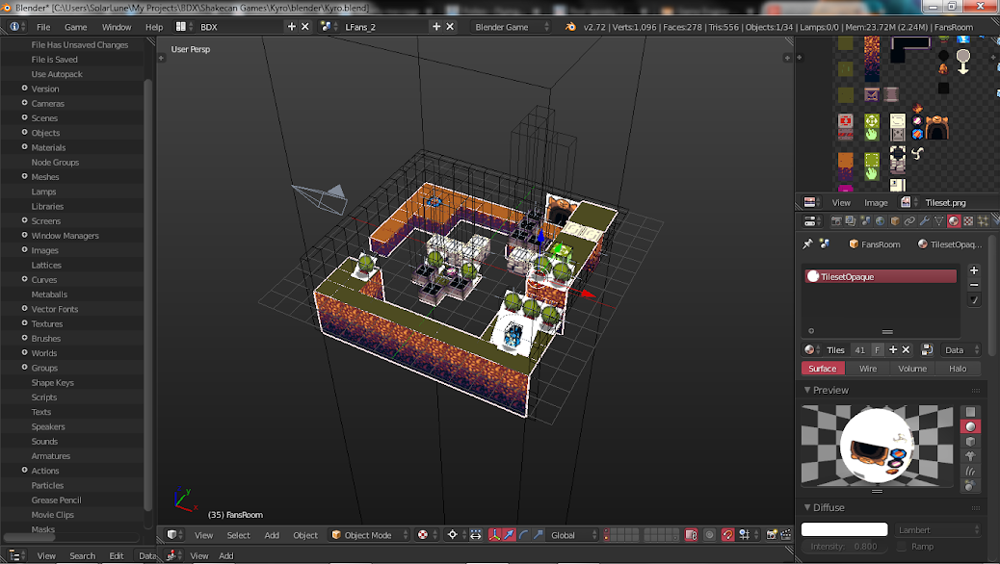 Blender* [C:\Users\SolarLune\My Projects\BDX\Shakecan Games\Kyro\blender\Kyro.blend]
File Game Window Help BDX LFans_2 Blender Game v2.72 | Verts:1,096 | Faces:278 | Tris:556 | Objects:1/34 | Lamps:0/0 | Mem:23.72M (2.24M) | FansRoom
File Has Unsaved Changes
File is Saved
Use Autopack
Version
Cameras
Scenes
Objects
Materials
Node Groups
Meshes
Lamps
Libraries
Screens
Window Managers
Images
Lattices
Curves
Metaballs
Vector Fonts
Textures
Brushes
Worlds
Groups
Shape Keys
Scripts
Texts
Speakers
Sounds
Armatures
Actions
Particles
Grease Pencil
Movie Clips
Masks
View Search Edit Data
User Persp
y
x
(35) FansRoom
View Select Add Object Object Mode Global
View Add
View Image Tileset.png
FansRoom TilesetOpaq...
TilesetOpaque
Tiles 41 F Data
Surface Wire Volume Halo
Preview
Diffuse
Lambert
Intensity: 0.800 Ramp